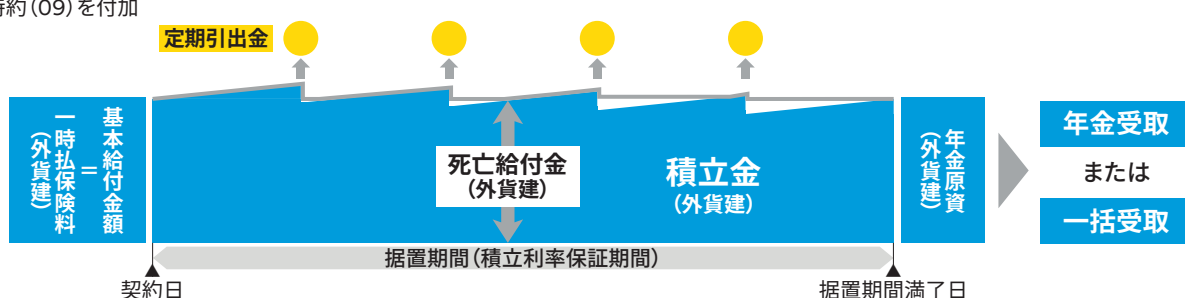 特約(09)を付加
定期引出金
基本給付金額
=
一時払保険料
(外貨建)
死亡給付金
(外貨建)
積立金
(外貨建)
年金原資
(外貨建)
年金受取
または
一括受取
据置期間(積立利率保証期間)
契約日
据置期間満了日